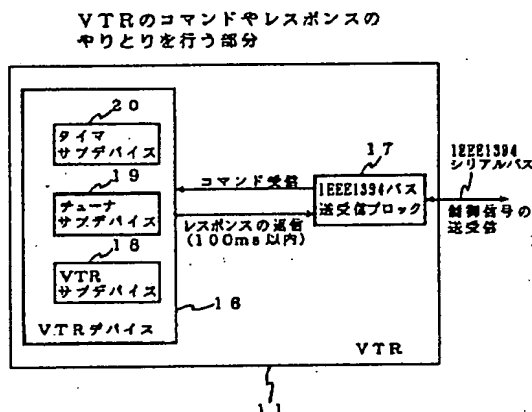 VTRのコマンドやレスポンスの
やりとりを行う部分
20
タイマ
サブデバイス
19
チューナ
サブデバイス
18
VTR
サブデバイス
VTRデバイス
16
コマンド受信
レスポンスの返信
(100ms以内)
17
IEEE1394バス
送受信ブロック
IEEE1394
シリアルバス
制御信号の
送受信
VTR
11